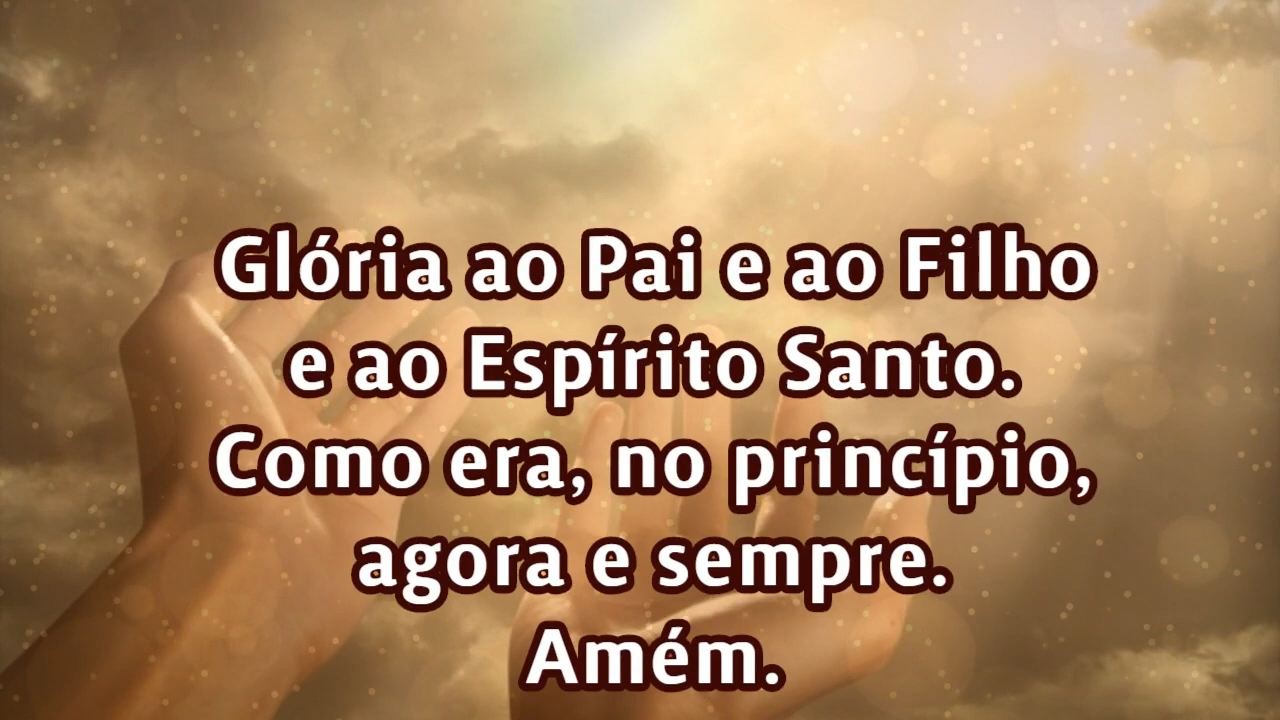 Glória ao Pai e ao Filho
e ao Espírito Santo.
Como era, no princípio,
agora e sempre.
Amém.